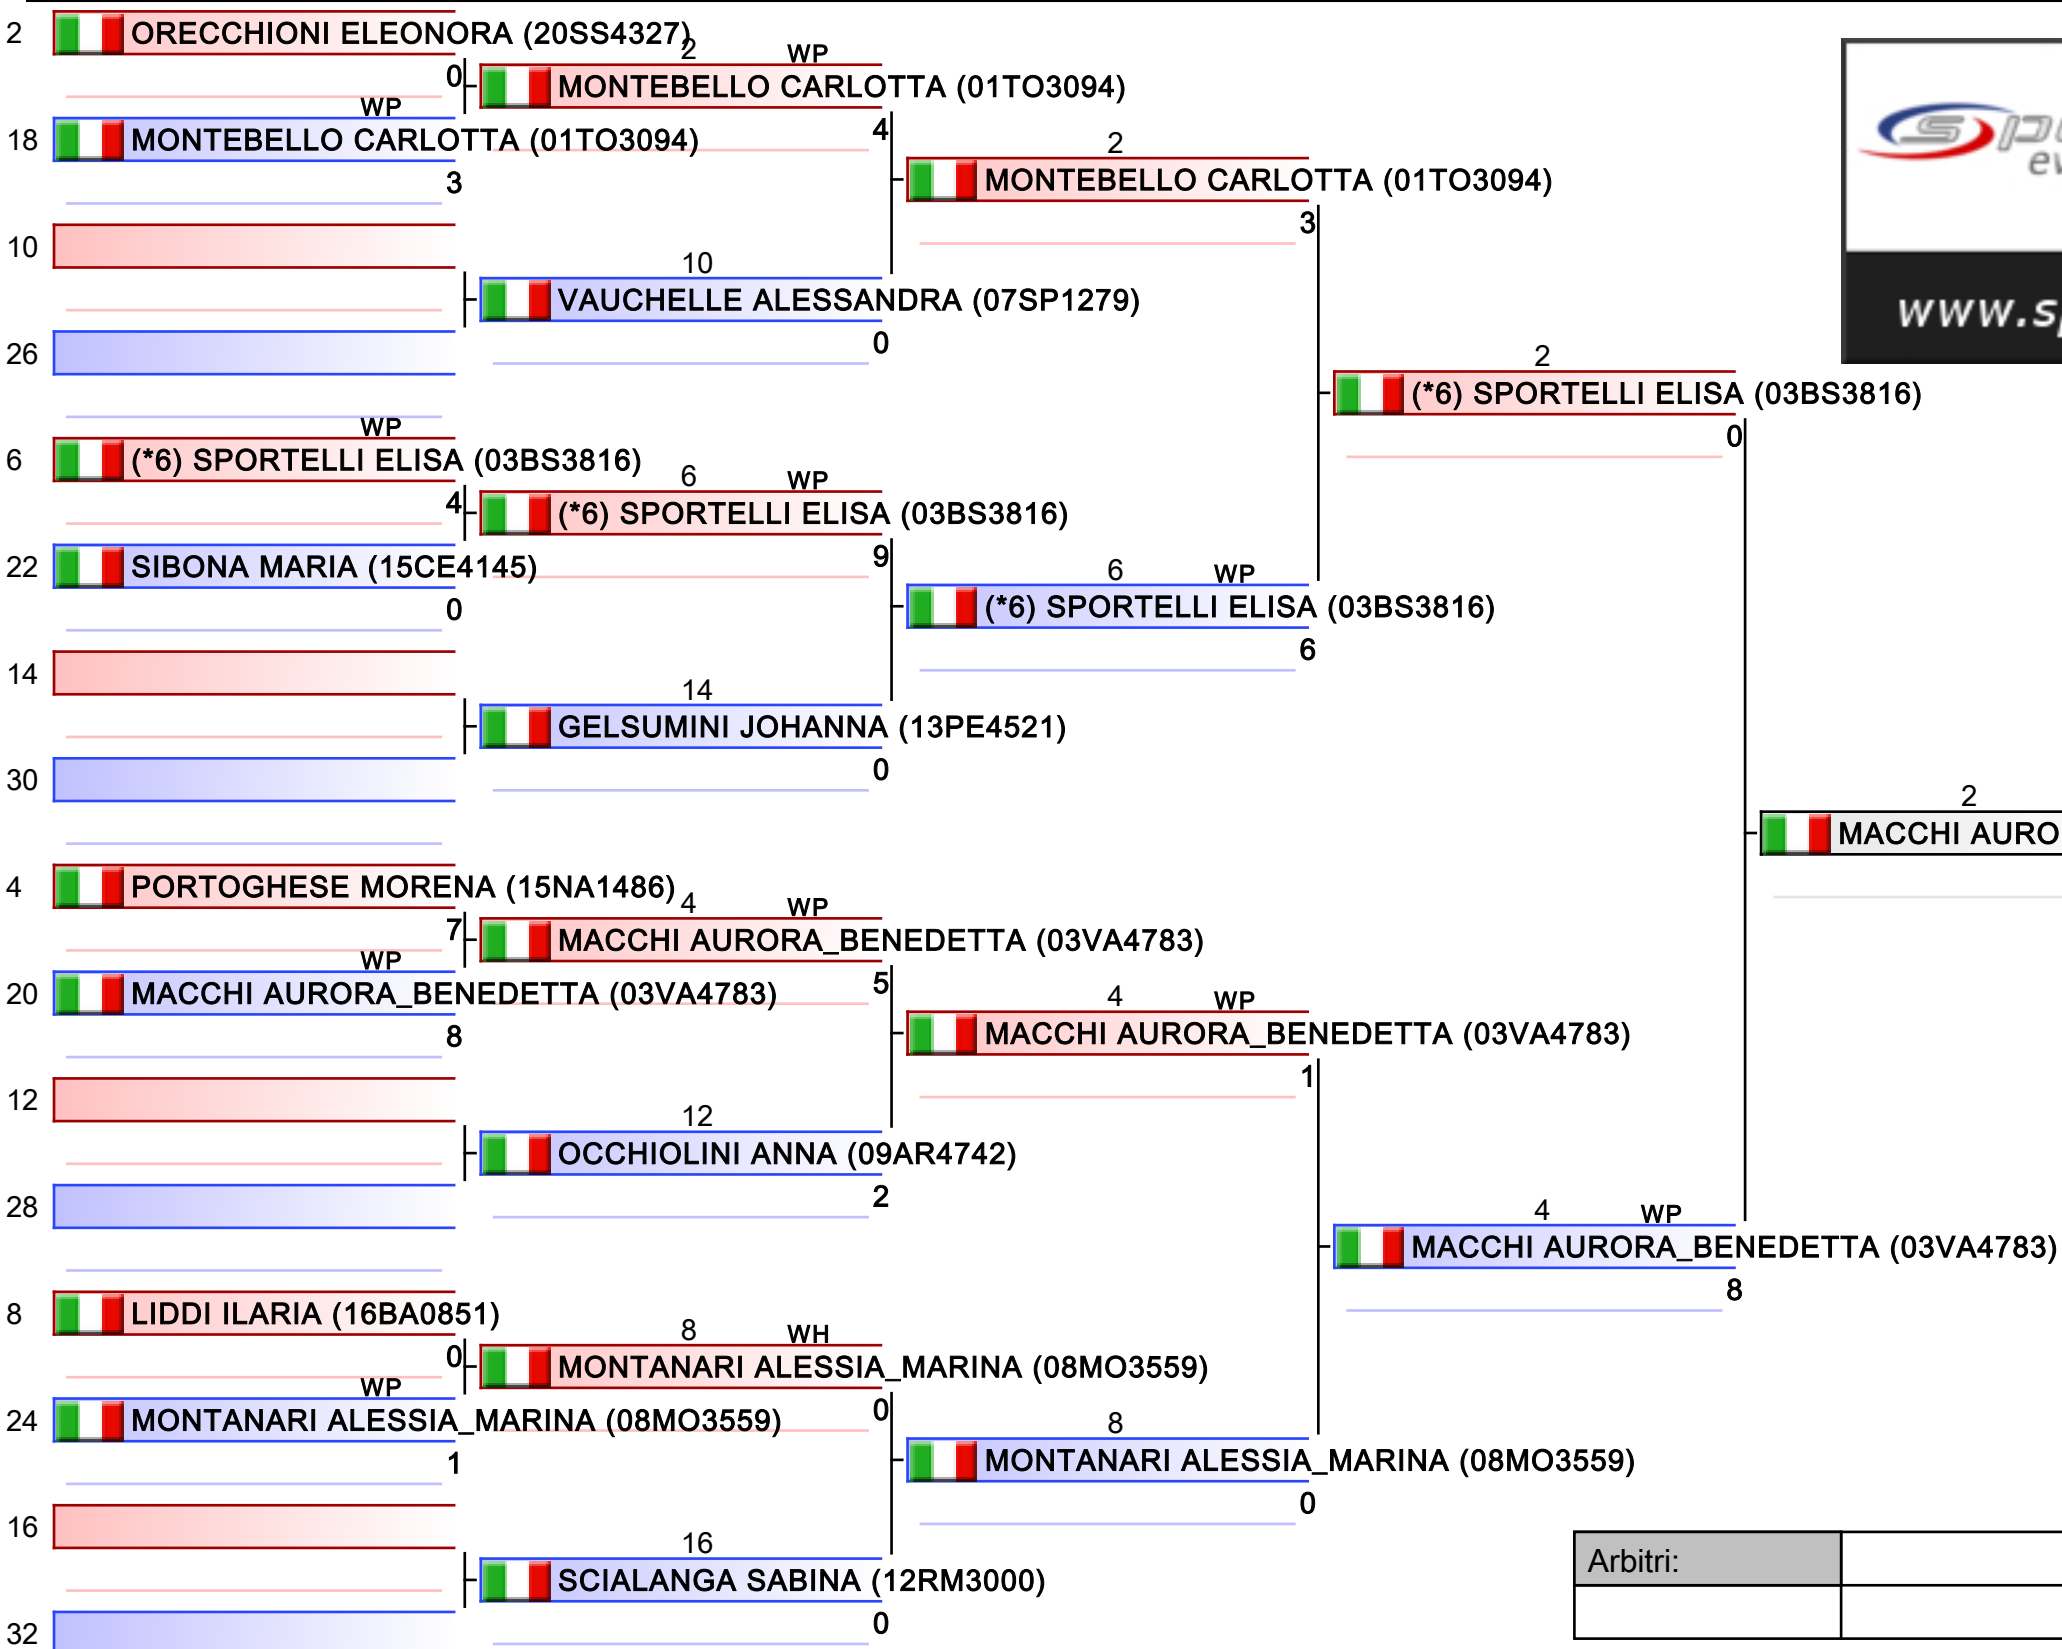 2 ORECCHIONI ELEONORA (20SS4327)
0
WP
18 MONTEBELLO CARLOTTA (01TO3094)
3
10
26
WP
6 (*6) SPORTELLI ELISA (03BS3816)
4
22 SIBONA MARIA (15CE4145)
0
14
30
4 PORTOGHESE MORENA (15NA1486)
7
WP
20 MACCHI AURORA_BENEDETTA (03VA4783)
8
12
28
8 LIDDI ILARIA (16BA0851)
0
WP
24 MONTANARI ALESSIA_MARINA (08MO3559)
1
16
32
2 WP
MONTEBELLO CARLOTTA (01TO3094)
4
10
VAUCHELLE ALESSANDRA (07SP1279)
0
6 WP
(*6) SPORTELLI ELISA (03BS3816)
9
14
GELSUMINI JOHANNA (13PE4521)
0
4 WP
MACCHI AURORA_BENEDETTA (03VA4783)
5
12
OCCHIOLINI ANNA (09AR4742)
2
8 WH
MONTANARI ALESSIA_MARINA (08MO3559)
0
16
SCIALANGA SABINA (12RM3000)
0
2
MONTEBELLO CARLOTTA (01TO3094)
3
6 WP
(*6) SPORTELLI ELISA (03BS3816)
6
4 WP
MACCHI AURORA_BENEDETTA (03VA4783)
1
8
MONTANARI ALESSIA_MARINA (08MO3559)
0
2
(*6) SPORTELLI ELISA (03BS3816)
0
4 WP
MACCHI AURORA_BENEDETTA (03VA4783)
8
2
MACCHI AURO
www.s
Arbitri: